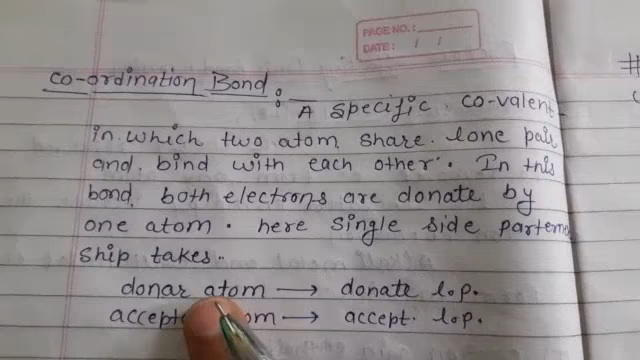 PAGE NO.:
DATE: / /
Co-ordination Bond :
A specific co-valent
in which two atom share lone pair
and bind with each other. In this
bond both electrons are donate by
one atom. here single side partern
ship takes.
donar atom → donate l.p.
accept → accept l.p.
#